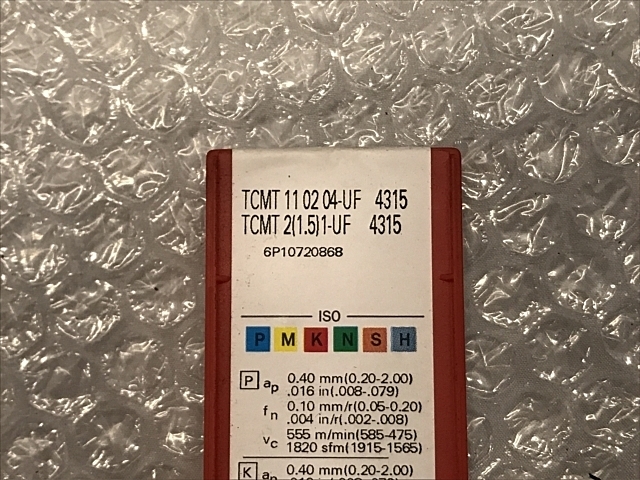 TCMT 11 02 04-UF 4315
TCMT 2(1.5)1-UF 4315
6P10720868
ISO
P M K N S H
P ap 0.40 mm(0.20-2.00)
.016 in(.008-.079)
fn 0.10 mm/r(0.05-0.20)
.004 in/r(.002-.008)
vc 555 m/min(585-475)
1820 sfm(1915-1565)
K ap 0.40 mm(0.20-2.00)